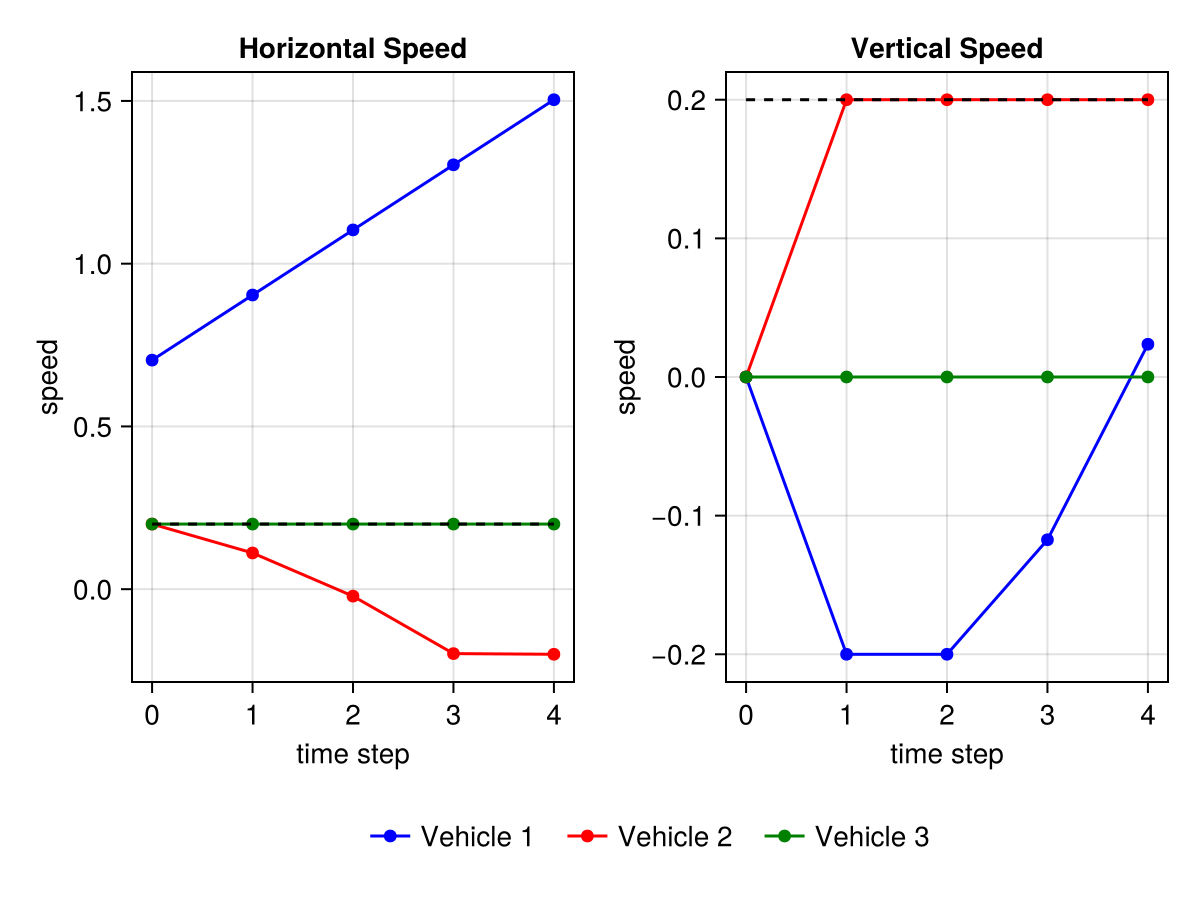 Horizontal Speed
1.5
1.0
0.5
0.0
speed
0 1 2 3 4
time step
Vertical Speed
0.2
0.1
0.0
−0.1
−0.2
speed
0 1 2 3 4
time step
Vehicle 1 Vehicle 2 Vehicle 3